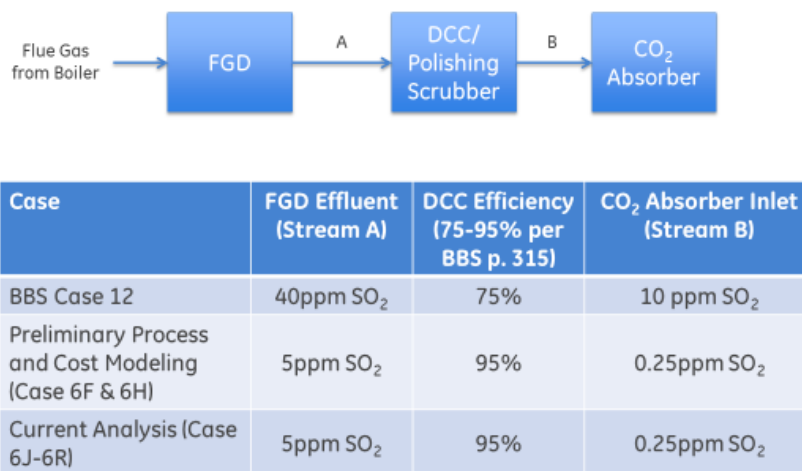 Flue Gas
from Boiler
FGD
A
DCC/
Polishing
Scrubber
B
CO₂
Absorber
Case
FGD Effluent
(Stream A)
DCC Efficiency
(75-95% per
BBS p. 315)
CO₂ Absorber Inlet
(Stream B)
BBS Case 12
40ppm SO₂
75%
10 ppm SO₂
Preliminary Process
and Cost Modeling
(Case 6F & 6H)
5ppm SO₂
95%
0.25ppm SO₂
Current Analysis (Case
6J-6R)
5ppm SO₂
95%
0.25ppm SO₂